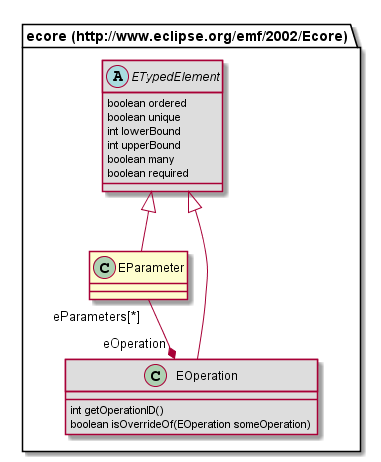 ecore (http://www.eclipse.org/emf/2002/Ecore)
A ETypedElement
boolean ordered
boolean unique
int lowerBound
int upperBound
boolean many
boolean required
C EParameter
eParameters[*]
eOperation
C EOperation
int getOperationID()
boolean isOverrideOf(EOperation someOperation)